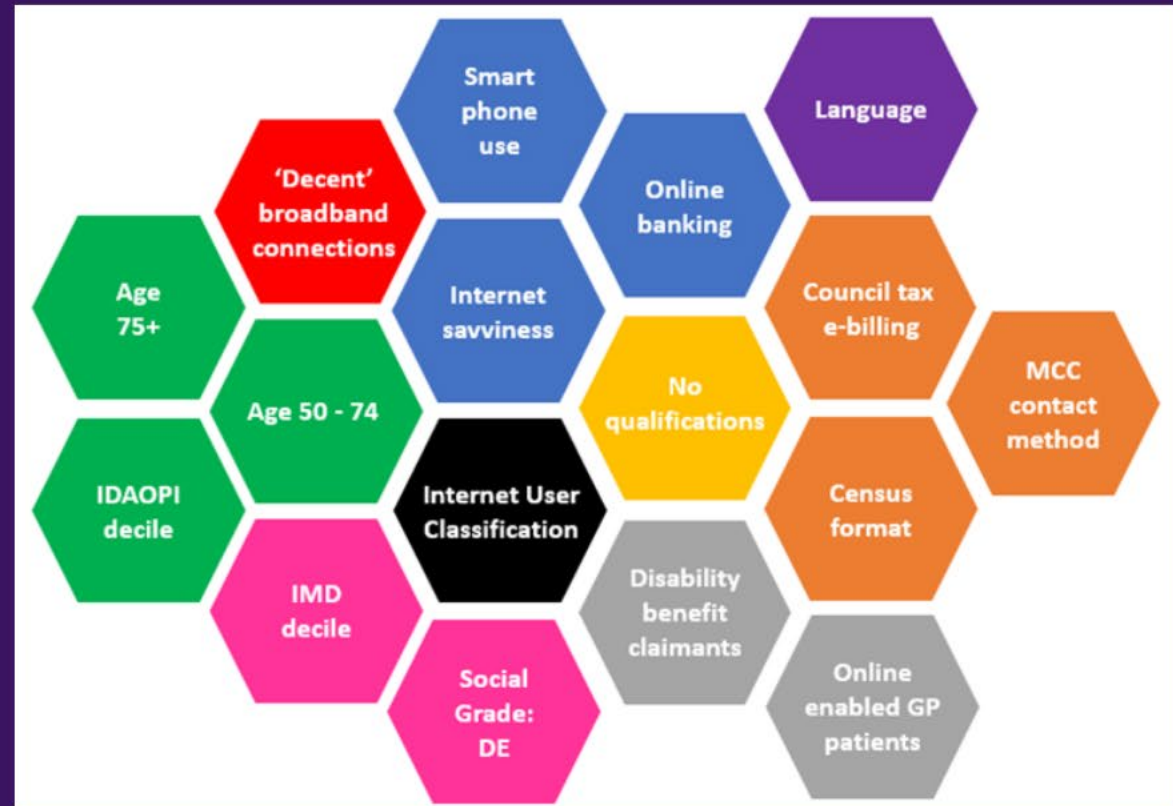 Smart
phone
use
Language
'Decent'
broadband
connections
Online
banking
Age
75+
Internet
savviness
Council tax
e-billing
Age 50 - 74
No
qualifications
MCC
contact
method
IDAOPI
decile
Internet User
Classification
Census
format
IMD
decile
Disability
benefit
claimants
Social
Grade:
DE
Online
enabled GP
patients